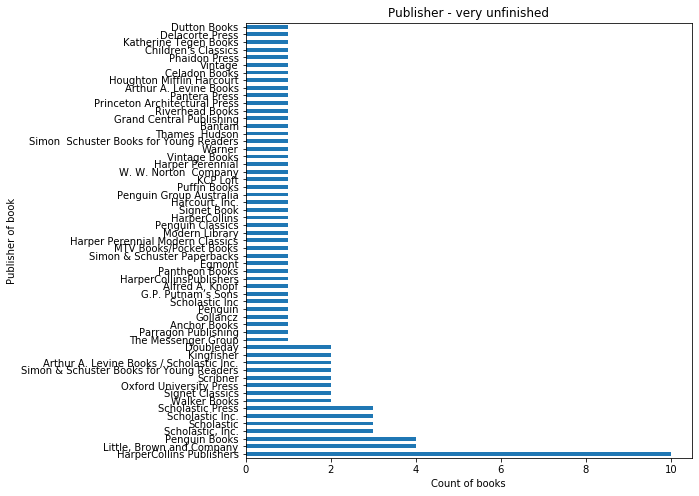 Publisher - very unfinished
Dutton Books
Delacorte Press
Katherine Tegen Books
Children's Classics
Phaidon Press
Vintage
Celadon Books
Houghton Mifflin Harcourt
Arthur A. Levine Books
Pantera Press
Princeton Architectural Press
Riverhead Books
Grand Central Publishing
Bantam
Thames  Hudson
Simon  Schuster Books for Young Readers
Warner
Vintage Books
Harper Perennial
W. W. Norton  Company
KCP Loft
Puffin Books
Penguin Group Australia
Harcourt, Inc.
Signet Book
HarperCollins
Penguin Classics
Modern Library
Harper Perennial Modern Classics
MTV Books/Pocket Books
Simon & Schuster Paperbacks
Egmont
Pantheon Books
HarperCollinsPublishers
Alfred A. Knopf
G.P. Putnam's Sons
Scholastic Inc
Penguin
Gollancz
Anchor Books
Parragon Publishing
The Messenger Group
Doubleday
Kingfisher
Arthur A. Levine Books / Scholastic Inc.
Simon & Schuster Books for Young Readers
Scribner
Oxford University Press
Signet Classics
Walker Books
Scholastic Press
Scholastic Inc.
Scholastic
Scholastic, Inc.
Penguin Books
Little, Brown and Company
HarperCollins Publishers
Publisher of book
0 2 4 6 8 10
Count of books